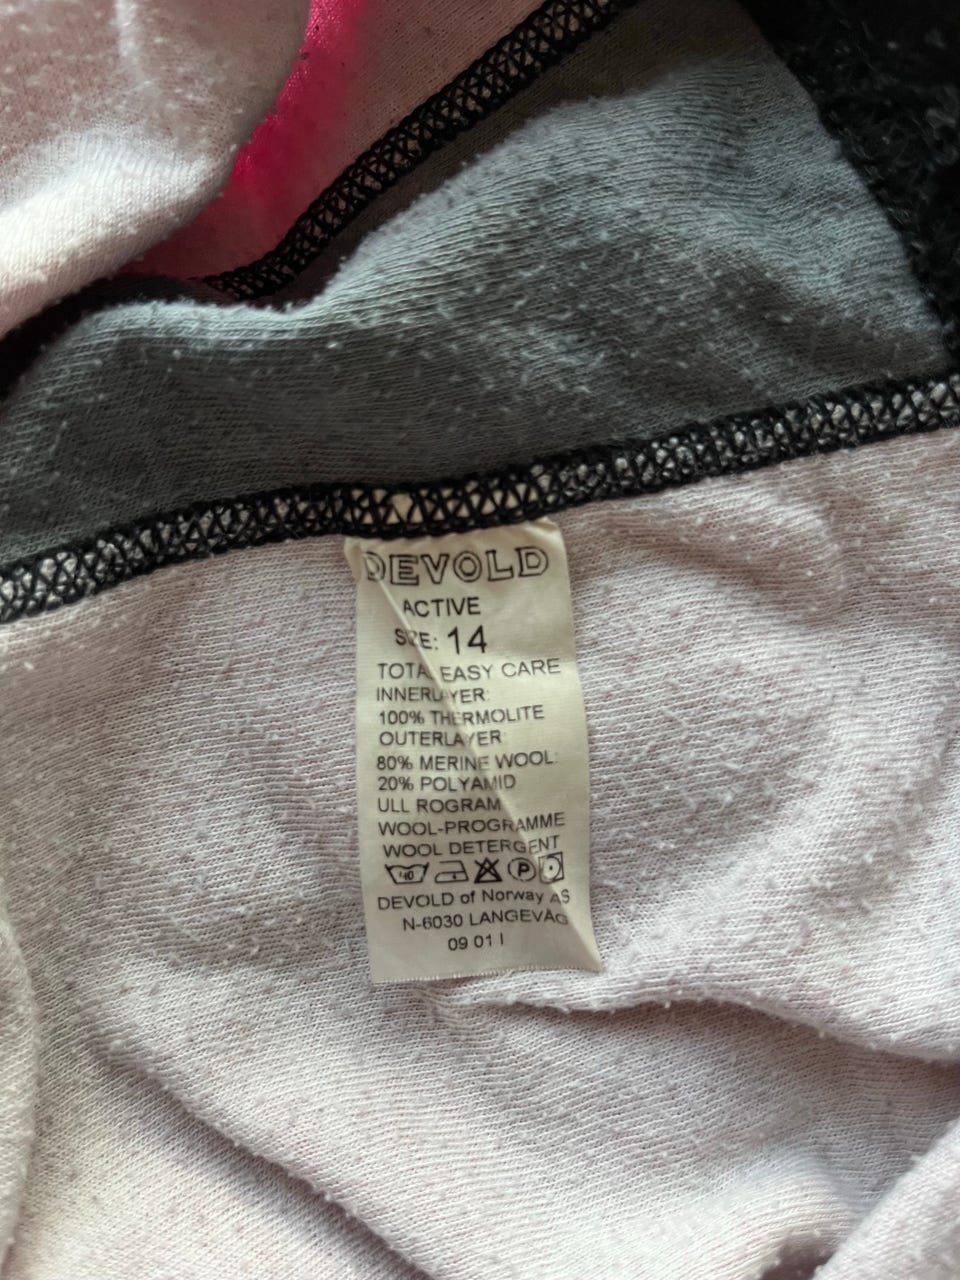 DEVOLD
ACTIVE
SIZE: 14
TOTAL EASY CARE
INNERLAYER:
100% THERMOLITE
OUTERLAYER:
80% MERINE WOOL:
20% POLYAMID
ULL ROGRAM
WOOL-PROGRAMME
WOOL DETERGENT
40 P
DEVOLD of Norway AS
N-6030 LANGEVÅG
09 01 I